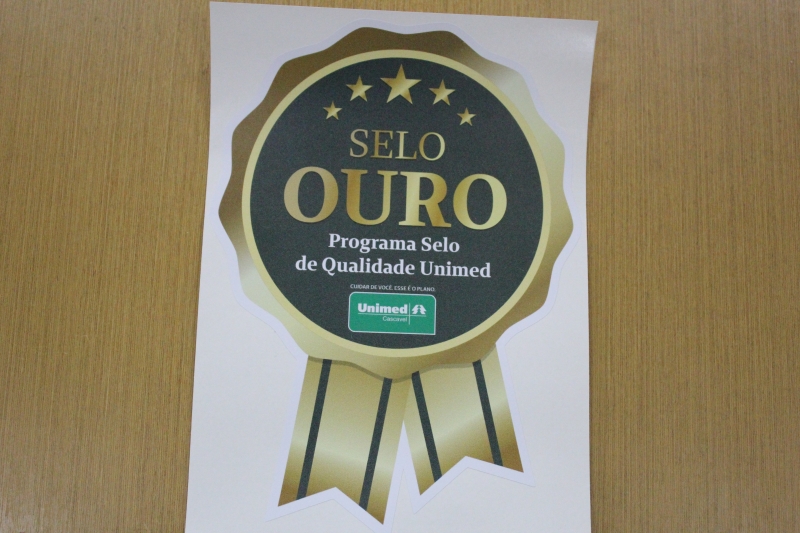 SELO
OURO
Programa Selo
de Qualidade Unimed
CUIDAR DE VOCÊ. ESSE É O PLANO.
Unimed
Cascavel